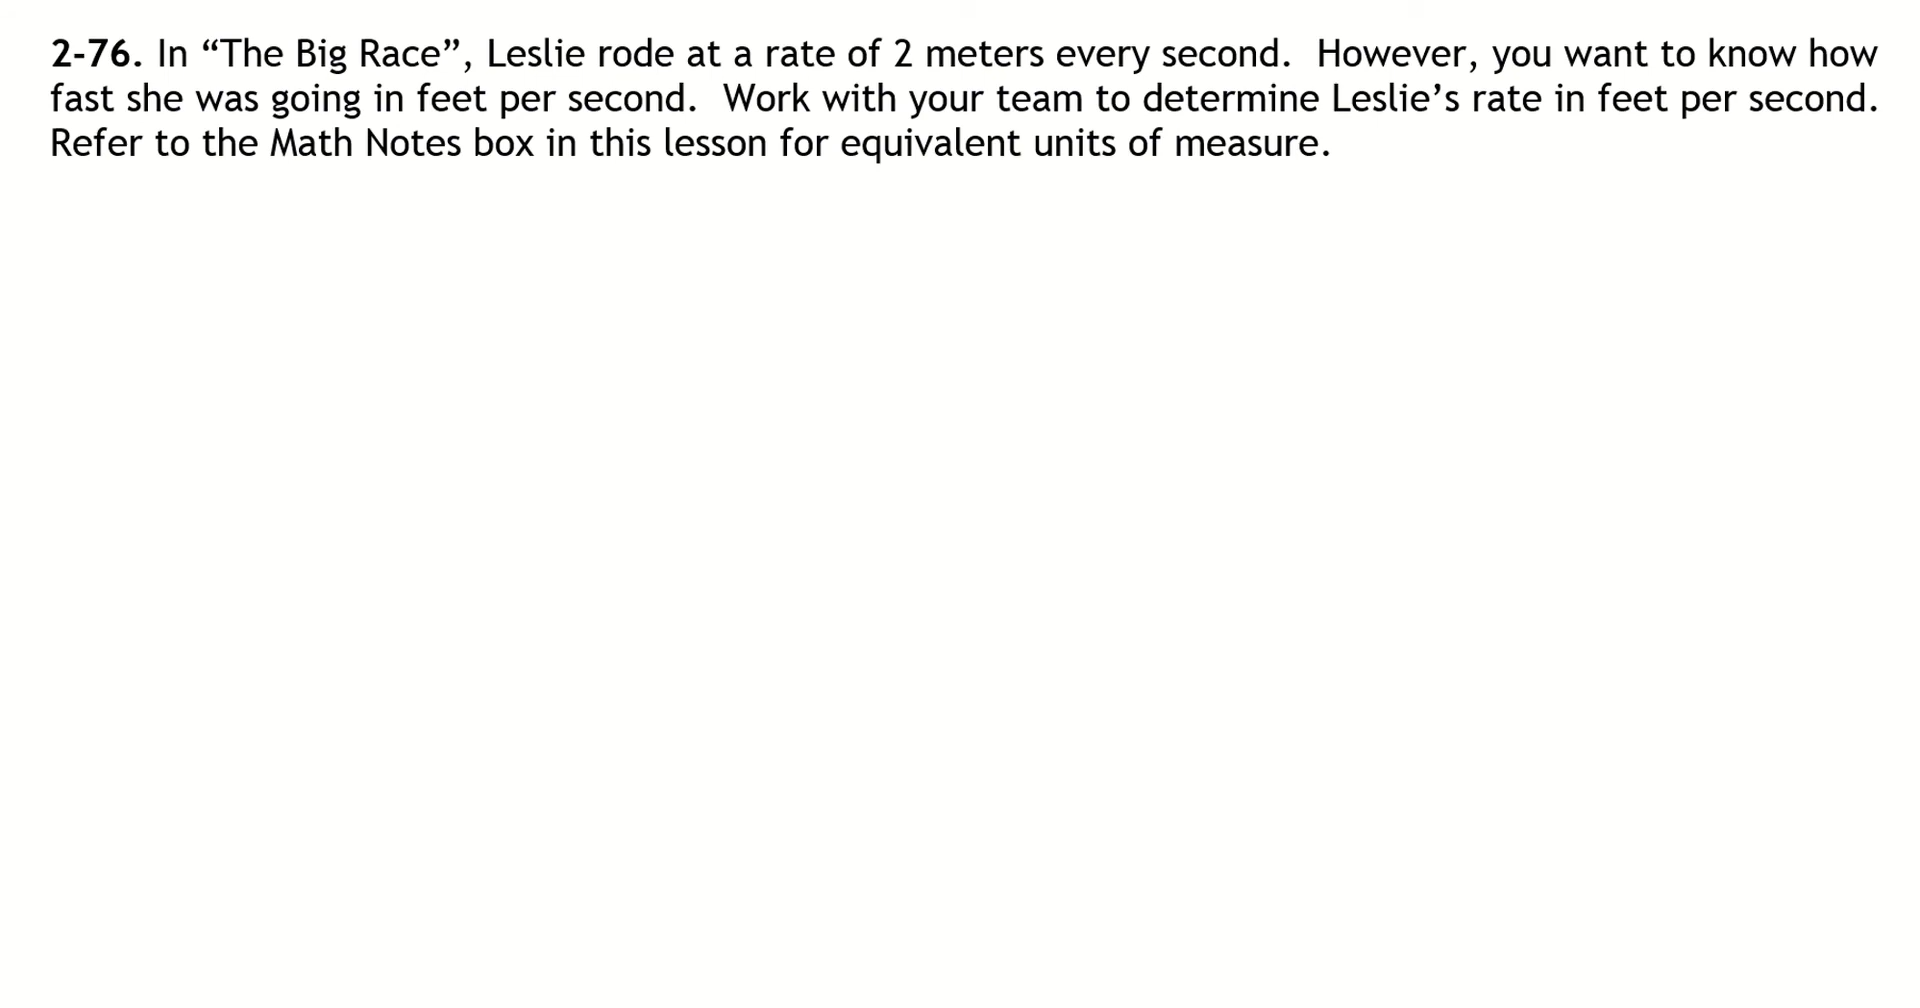 2-76. In “The Big Race”, Leslie rode at a rate of 2 meters every second.  However, you want to know how
fast she was going in feet per second.  Work with your team to determine Leslie’s rate in feet per second.
Refer to the Math Notes box in this lesson for equivalent units of measure.